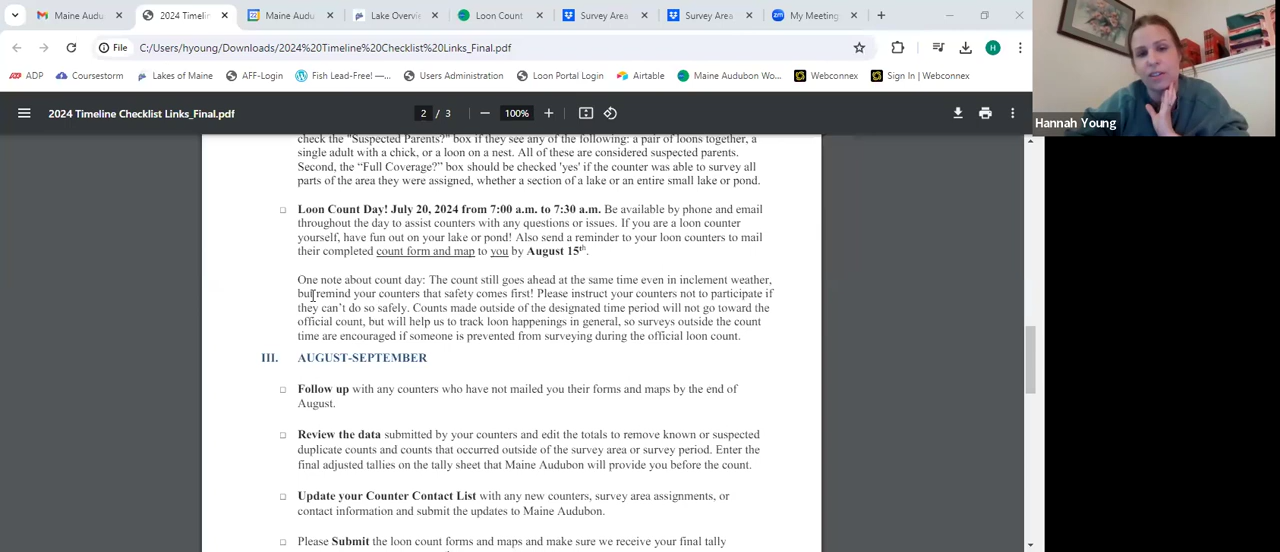 Maine Audu
2024 Timelin
Maine Audu
Lake Overvie
Loon Count
Survey Area
Survey Area
My Meeting
File
C:/Users/hyoung/Downloads/2024%20Timeline%20Checklist%20Links_Final.pdf
H
ADP
Coursestorm
Lakes of Maine
AFF-Login
Fish Lead-Free! —...
Users Administration
Loon Portal Login
Airtable
Maine Audubon Wo...
Webconnex
Sign In | Webconnex
2024 Timeline Checklist Links_Final.pdf
2 / 3
100%
Hannah Young
check the "Suspected Parents?" box if they see any of the following: a pair of loons together, a
single adult with a chick, or a loon on a nest. All of these are considered suspected parents.
Second, the “Full Coverage?” box should be checked 'yes' if the counter was able to survey all
parts of the area they were assigned, whether a section of a lake or an entire small lake or pond.
Loon Count Day! July 20, 2024 from 7:00 a.m. to 7:30 a.m. Be available by phone and email
throughout the day to assist counters with any questions or issues. If you are a loon counter
yourself, have fun out on your lake or pond! Also send a reminder to your loon counters to mail
their completed count form and map to you by August 15th.
One note about count day: The count still goes ahead at the same time even in inclement weather,
but remind your counters that safety comes first! Please instruct your counters not to participate if
they can’t do so safely. Counts made outside of the designated time period will not go toward the
official count, but will help us to track loon happenings in general, so surveys outside the count
time are encouraged if someone is prevented from surveying during the official loon count.
III. AUGUST-SEPTEMBER
Follow up with any counters who have not mailed you their forms and maps by the end of
August.
Review the data submitted by your counters and edit the totals to remove known or suspected
duplicate counts and counts that occurred outside of the survey area or survey period. Enter the
final adjusted tallies on the tally sheet that Maine Audubon will provide you before the count.
Update your Counter Contact List with any new counters, survey area assignments, or
contact information and submit the updates to Maine Audubon.
Please Submit the loon count forms and maps and make sure we receive your final tally